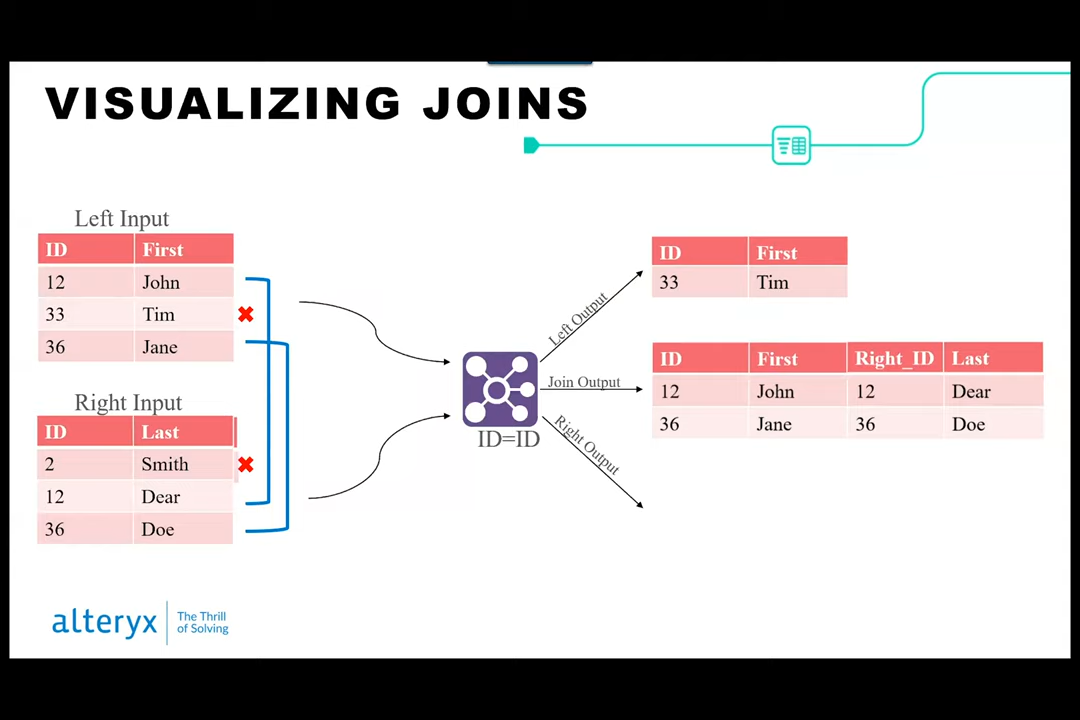 VISUALIZING JOINS
Left Input
ID First
12 John
33 Tim
36 Jane
Right Input
ID Last
2 Smith
12 Dear
36 Doe
ID=ID
Left Output
Join Output
Right Output
ID First
33 Tim
ID First Right_ID Last
12 John 12 Dear
36 Jane 36 Doe
alteryx
The Thrill
of Solving